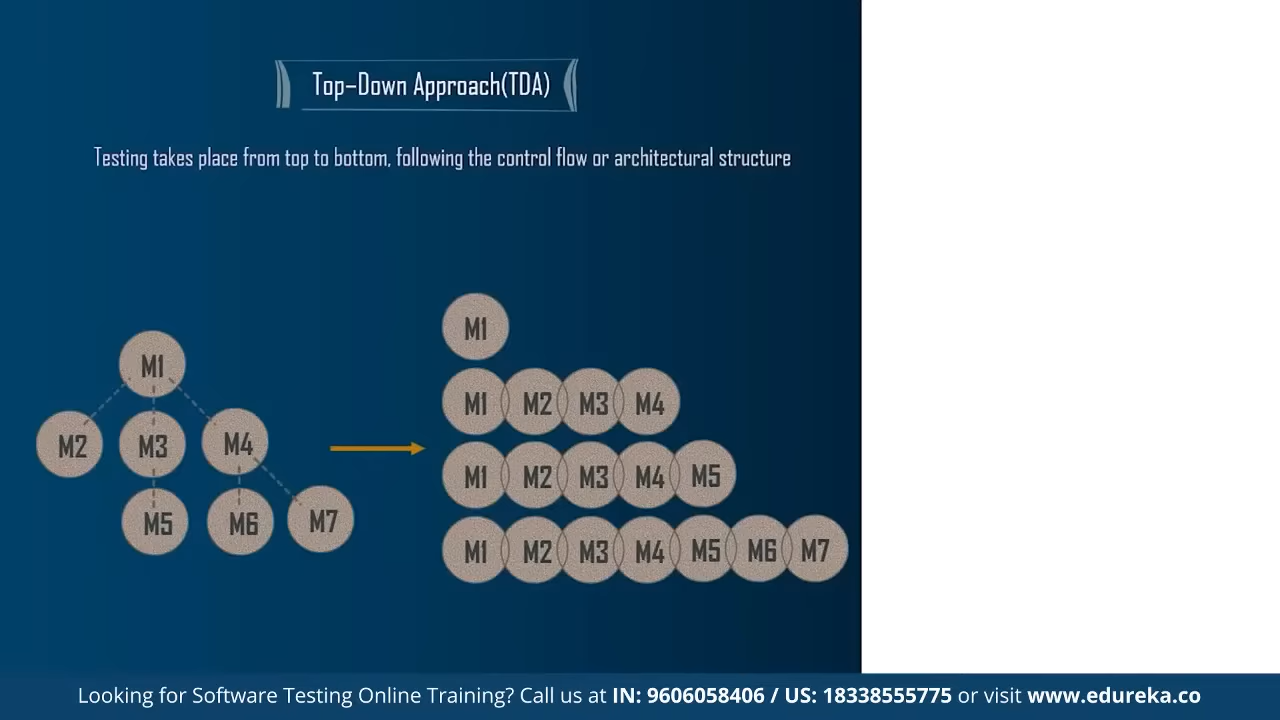 Top-Down Approach(TDA)
Testing takes place from top to bottom, following the control flow or architectural structure
M1
M2 M3 M4
M5 M6 M7
M1
M1 M2 M3 M4
M1 M2 M3 M4 M5
M1 M2 M3 M4 M5 M6 M7
Looking for Software Testing Online Training? Call us at IN: 9606058406 / US: 18338555775 or visit www.edureka.co